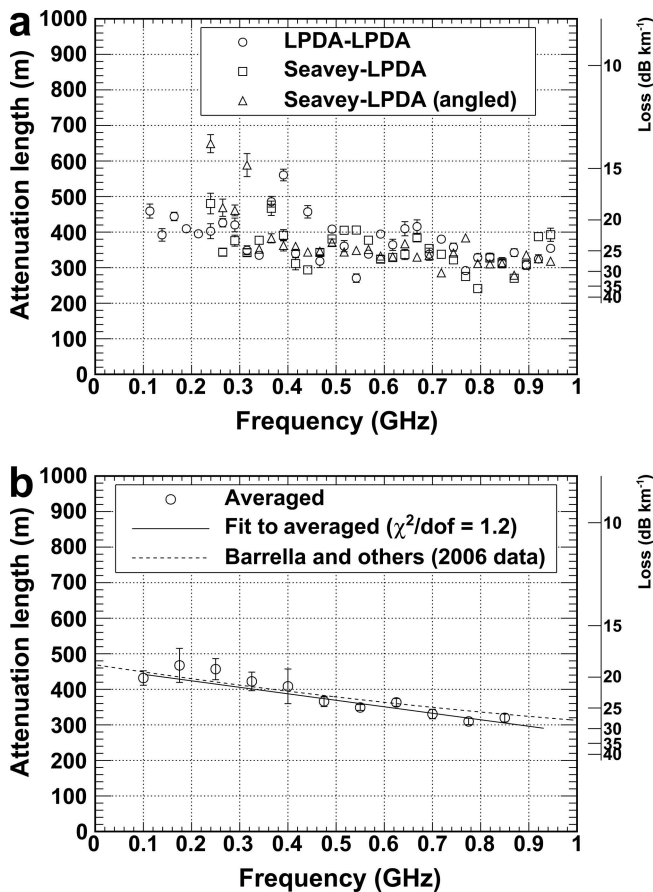 a
1000
900
800
700
600
500
400
300
200
100
0
Attenuation length (m)
LPDA-LPDA
Seavey-LPDA
Seavey-LPDA (angled)
10
15
20
25
30
35
40
Loss (dB km⁻¹)
0 0.1 0.2 0.3 0.4 0.5 0.6 0.7 0.8 0.9 1
Frequency (GHz)
b
1000
900
800
700
600
500
400
300
200
100
0
Attenuation length (m)
Averaged
Fit to averaged (χ²/dof = 1.2)
Barrella and others (2006 data)
10
15
20
25
30
35
40
Loss (dB km⁻¹)
0 0.1 0.2 0.3 0.4 0.5 0.6 0.7 0.8 0.9 1
Frequency (GHz)